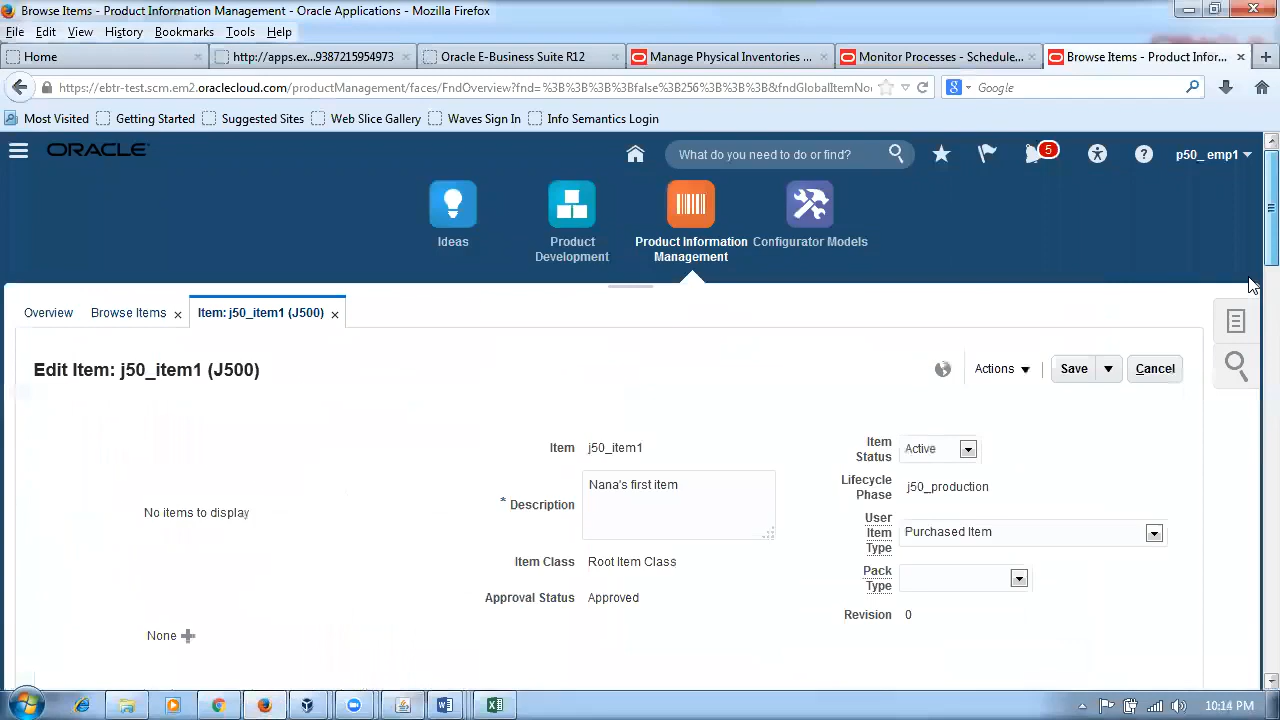 Browse Items - Product Information Management - Oracle Applications - Mozilla Firefox
File Edit View History Bookmarks Tools Help
Home http://apps.ex...9387215954973 Oracle E-Business Suite R12 Manage Physical Inventories ... Monitor Processes - Schedule... Browse Items - Product Infor...
https://ebtr-test.scm.em2.oraclecloud.com/productManagement/faces/FndOverview?fnd=%3B%3B%3B%3Bfalse%3B256%3B%3B%3B&fndGlobalItemNod Google
Most Visited Getting Started Suggested Sites Web Slice Gallery Waves Sign In Info Semantics Login
ORACLE What do you need to do or find? 5 p50_emp1
Ideas Product Development Product Information Management Configurator Models
Overview Browse Items Item: j50_item1 (J500)
Edit Item: j50_item1 (J500) Actions Save Cancel
Item j50_item1
Item Status Active
* Description Nana's first item
Lifecycle Phase j50_production
No items to display
User Item Type Purchased Item
Item Class Root Item Class
Pack Type
Approval Status Approved
Revision 0
None
10:14 PM